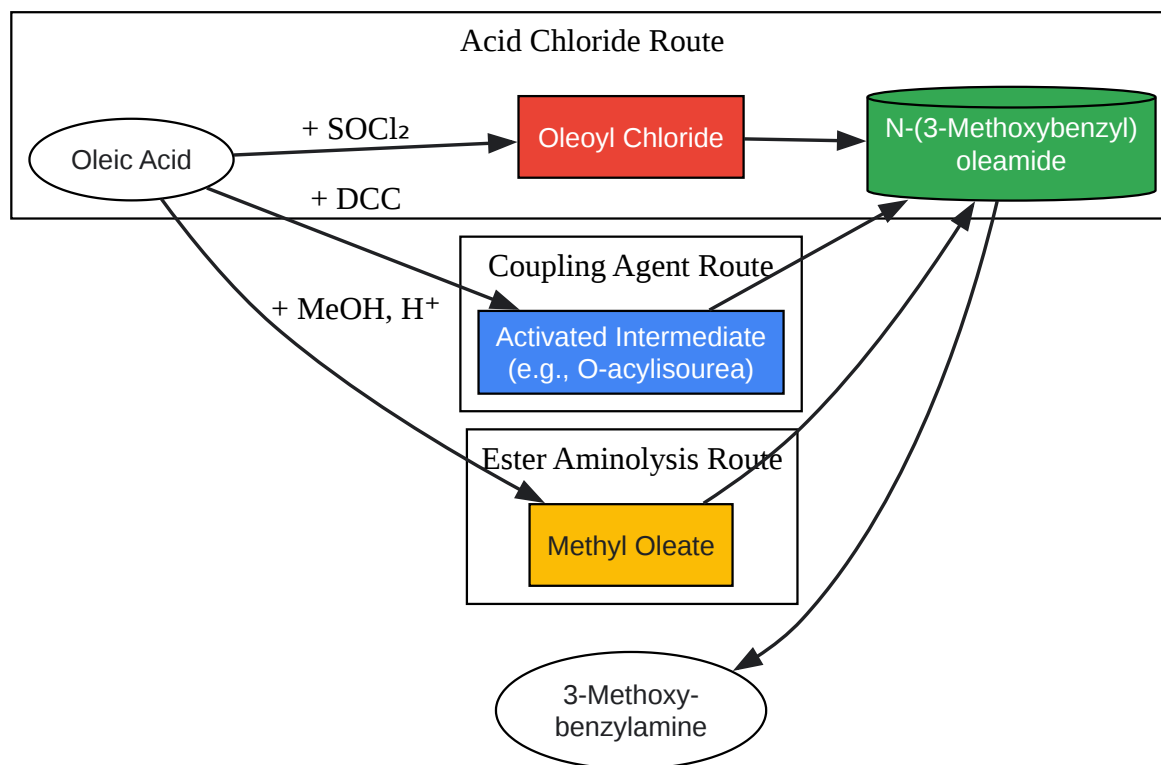 Acid Chloride Route
Oleic Acid
+ SOCl₂
Oleoyl Chloride
N-(3-Methoxybenzyl)
oleamide
+ DCC
Coupling Agent Route
+ MeOH, H⁺
Activated Intermediate
(e.g., O-acylisourea)
Ester Aminolysis Route
Methyl Oleate
3-Methoxy-
benzylamine